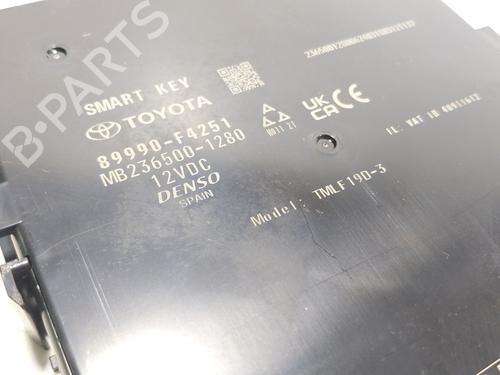 B-PARTS
SMART KEY
TOYOTA
89990-F4251
MB236500-1280
12VDC
DENSO
SPAIN
UK CA CE
Model: TMLF19D-3